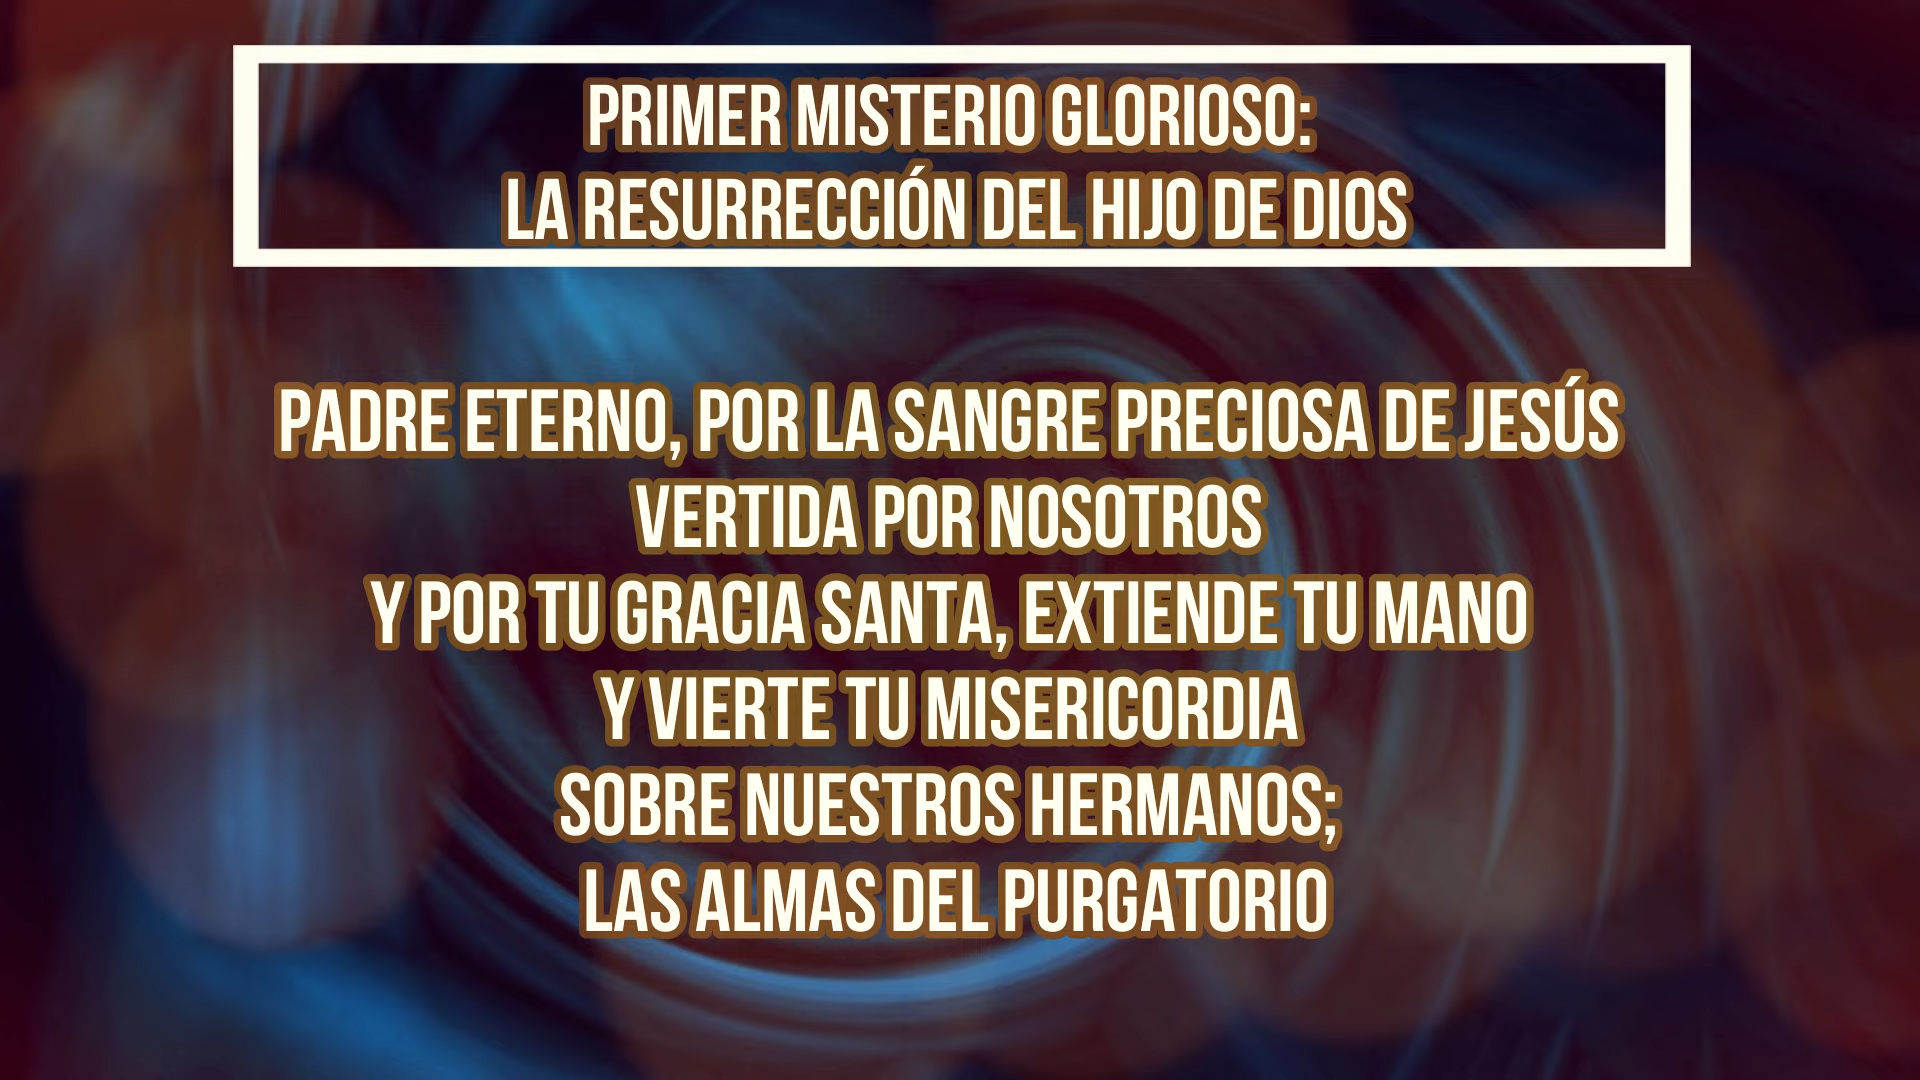 PRIMER MISTERIO GLORIOSO:
LA RESURRECCIÓN DEL HIJO DE DIOS
PADRE ETERNO, POR LA SANGRE PRECIOSA DE JESÚS
VERTIDA POR NOSOTROS
Y POR TU GRACIA SANTA, EXTIENDE TU MANO
Y VIERTE TU MISERICORDIA
SOBRE NUESTROS HERMANOS;
LAS ALMAS DEL PURGATORIO